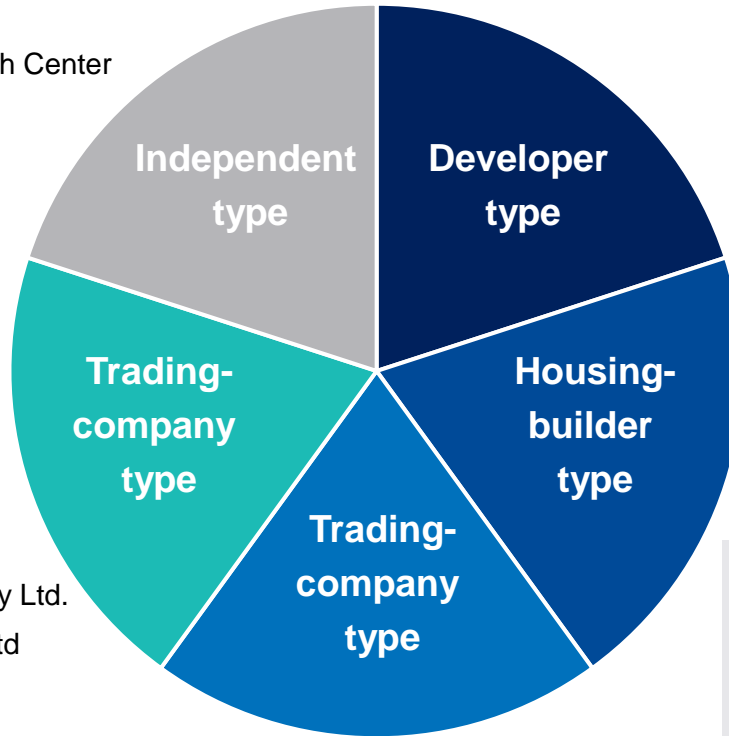 h Center
Independent
type
Developer
type
Trading-
company
type
Housing-
builder
type
Trading-
company
type
y Ltd.
td